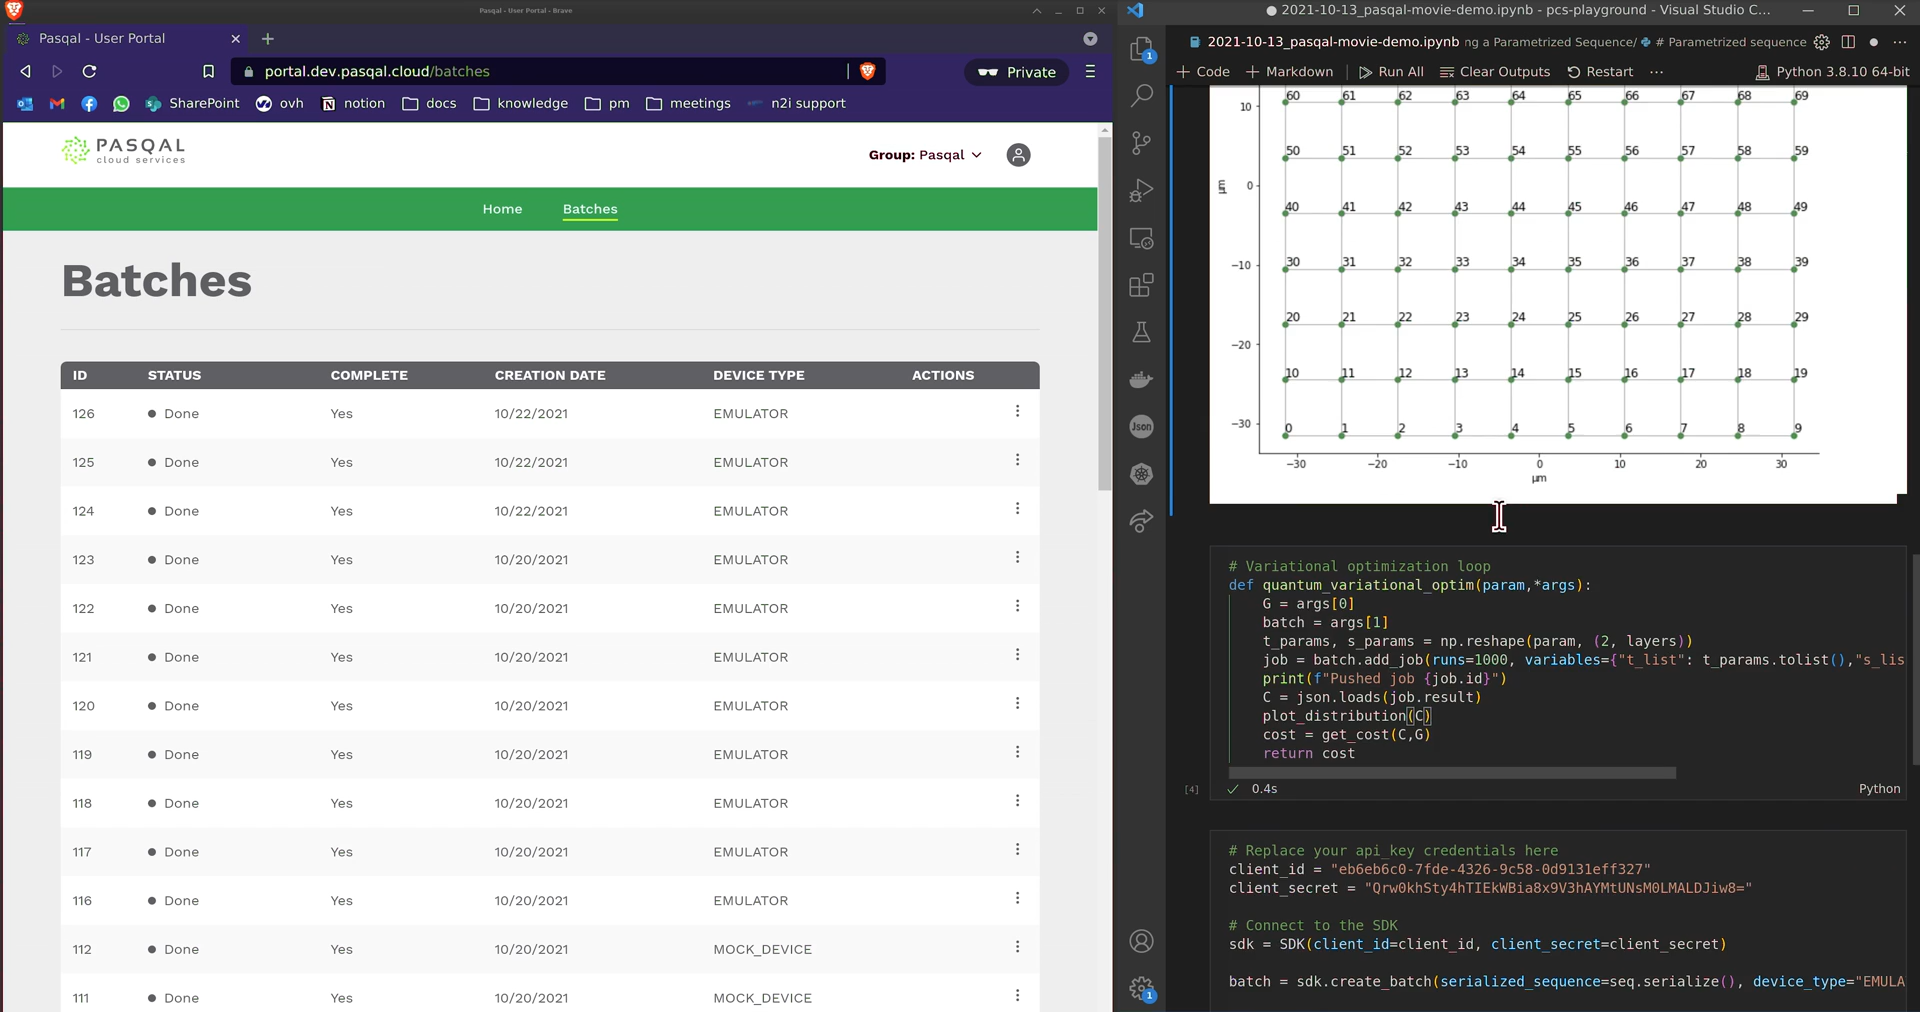 Pasqal - User Portal - Brave
Pasqal - User Portal
portal.dev.pasqal.cloud/batches
Private
SharePoint
ovh
notion
docs
knowledge
pm
meetings
n2i support
PASQAL
cloud services
Group: Pasqal
Home
Batches
Batches
ID STATUS COMPLETE CREATION DATE DEVICE TYPE ACTIONS
126 Done Yes 10/22/2021 EMULATOR
125 Done Yes 10/22/2021 EMULATOR
124 Done Yes 10/22/2021 EMULATOR
123 Done Yes 10/20/2021 EMULATOR
122 Done Yes 10/20/2021 EMULATOR
121 Done Yes 10/20/2021 EMULATOR
120 Done Yes 10/20/2021 EMULATOR
119 Done Yes 10/20/2021 EMULATOR
118 Done Yes 10/20/2021 EMULATOR
117 Done Yes 10/20/2021 EMULATOR
116 Done Yes 10/20/2021 EMULATOR
112 Done Yes 10/20/2021 MOCK_DEVICE
111 Done Yes 10/20/2021 MOCK_DEVICE
● 2021-10-13_pasqal-movie-demo.ipynb - pcs-playground - Visual Studio C...
2021-10-13_pasqal-movie-demo.ipynb ng a Parametrized Sequence/ # Parametrized sequence
+ Code + Markdown Run All Clear Outputs Restart ... Python 3.8.10 64-bit
1
Json
1
60 61 62 63 64 65 66 67 68 69
10
50 51 52 53 54 55 56 57 58 59
µm 0
40 41 42 43 44 45 46 47 48 49
30 31 32 33 34 35 36 37 38 39
−10
20 21 22 23 24 25 26 27 28 29
−20
10 11 12 13 14 15 16 17 18 19
−30
0 1 2 3 4 5 6 7 8 9
−30 −20 −10 0 10 20 30
µm
# Variational optimization loop
def quantum_variational_optim(param,*args):
G = args[0]
batch = args[1]
t_params, s_params = np.reshape(param, (2, layers))
job = batch.add_job(runs=1000, variables={"t_list": t_params.tolist(),"s_lis
print(f"Pushed job {job.id}")
C = json.loads(job.result)
plot_distribution(C)
cost = get_cost(C,G)
return cost
[4] ✓ 0.4s Python
# Replace your api_key credentials here
client_id = "eb6eb6c0-7fde-4326-9c58-0d9131eff327"
client_secret = "Qrw0khSty4hTIEkWBia8x9V3hAYMtUNsM0LMALDJiw8="
# Connect to the SDK
sdk = SDK(client_id=client_id, client_secret=client_secret)
batch = sdk.create_batch(serialized_sequence=seq.serialize(), device_type="EMULA